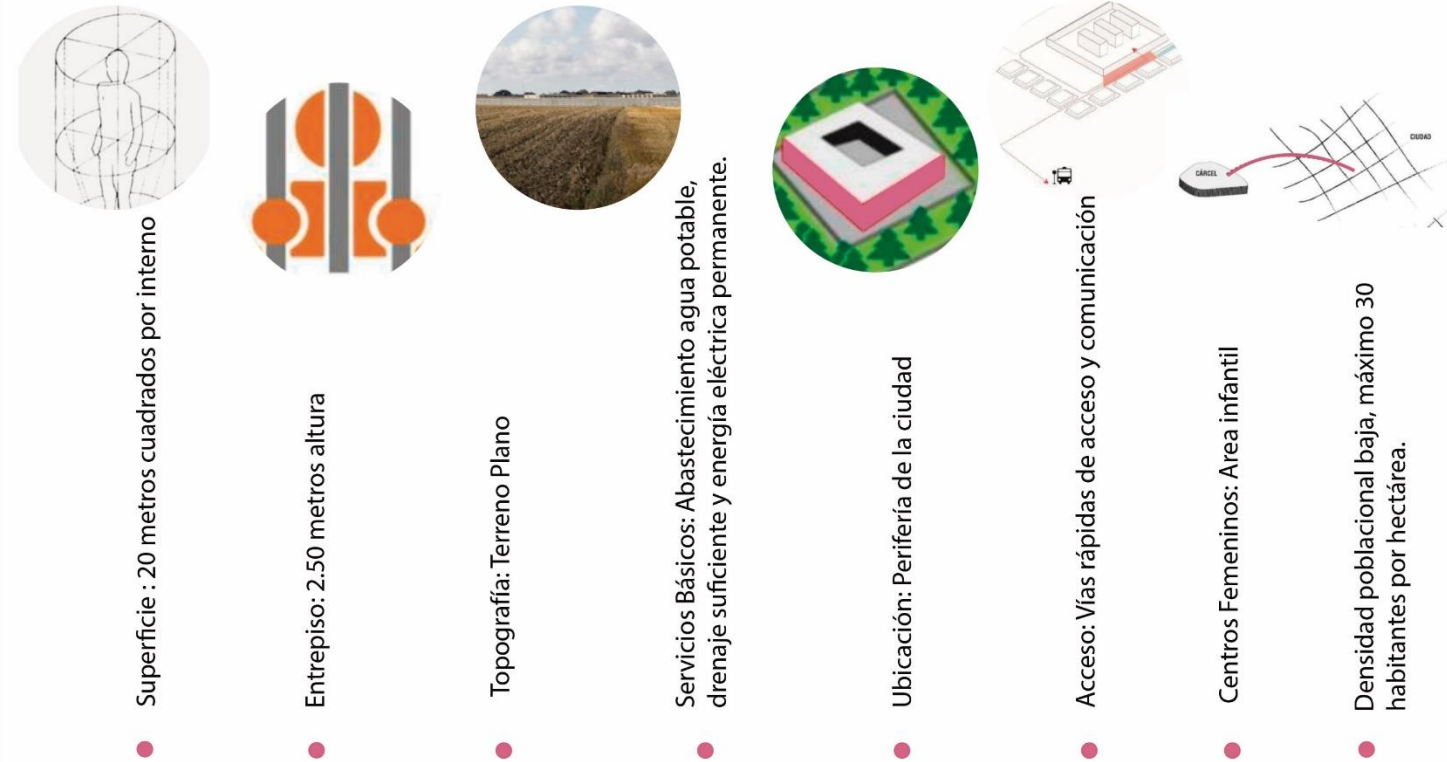 Superficie : 20 metros cuadrados por interno
Entrepiso: 2.50 metros altura
Topografía: Terreno Plano
Servicios Básicos: Abastecimiento agua potable,
drenaje suficiente y energía eléctrica permanente.
Ubicación: Perifería de la ciudad
Acceso: Vías rápidas de acceso y comunicación
Centros Femeninos: Area infantil
Densidad poblacional baja, máximo 30
habitantes por hectárea.
CÁRCEL
CIUDAD